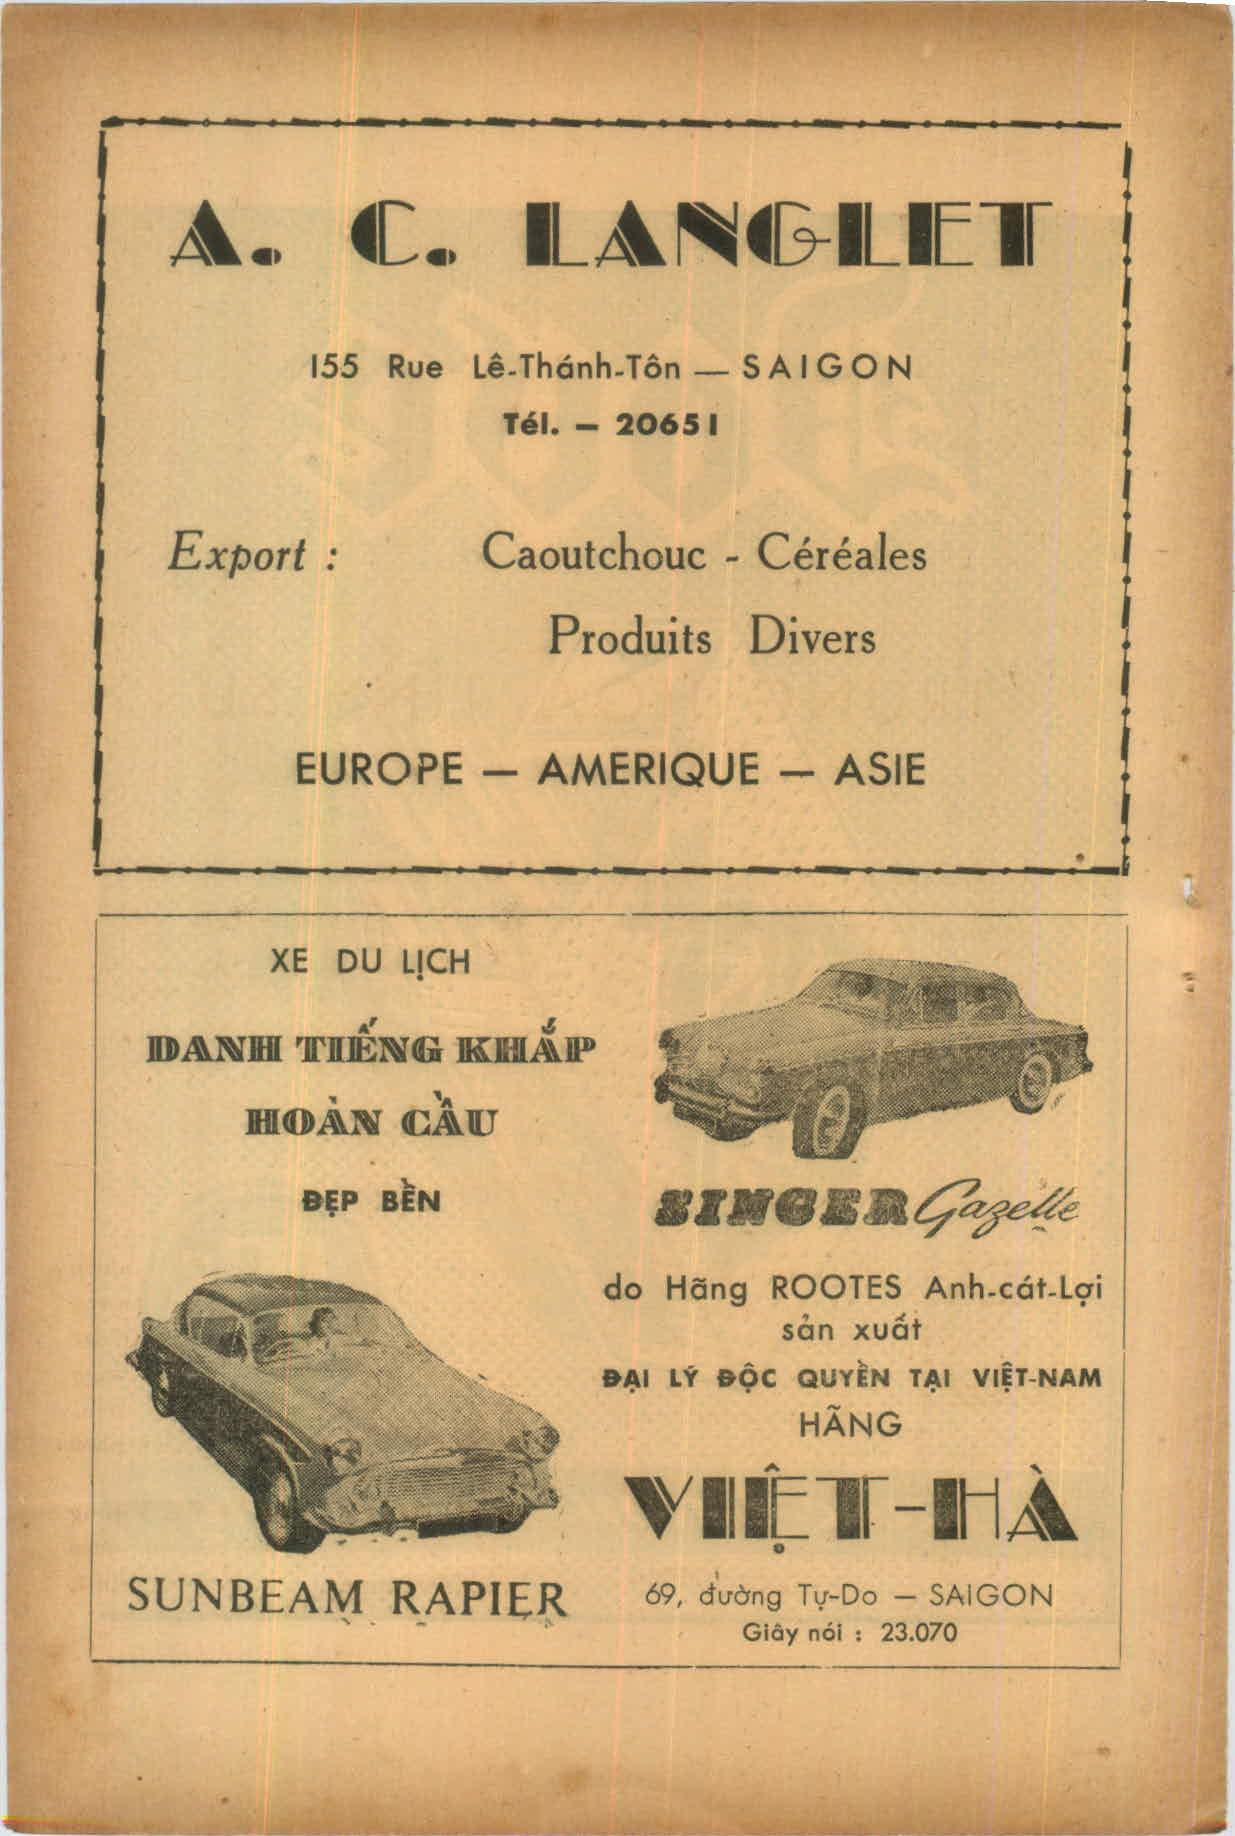 A. C. LANGLET
155 Rue Lê-Thánh-Tôn — SAIGON
Tél. — 20651
Export : Caoutchouc - Céréales
Produits Divers
EUROPE — AMERIQUE — ASIE
XE DU LỊCH
DANH TIẾNG KHẮP
HOÀN CẦU
ĐẸP BỀN
SINGER Gazelle
do Hãng ROOTES Anh-cát-Lợi
sản xuất
ĐẠI LÝ ĐỘC QUYỀN TẠI VIỆT-NAM
HÃNG
VIỆT-HÀ
69, đường Tự-Do — SAIGON
Giây nói : 23.070
SUNBEAM RAPIER